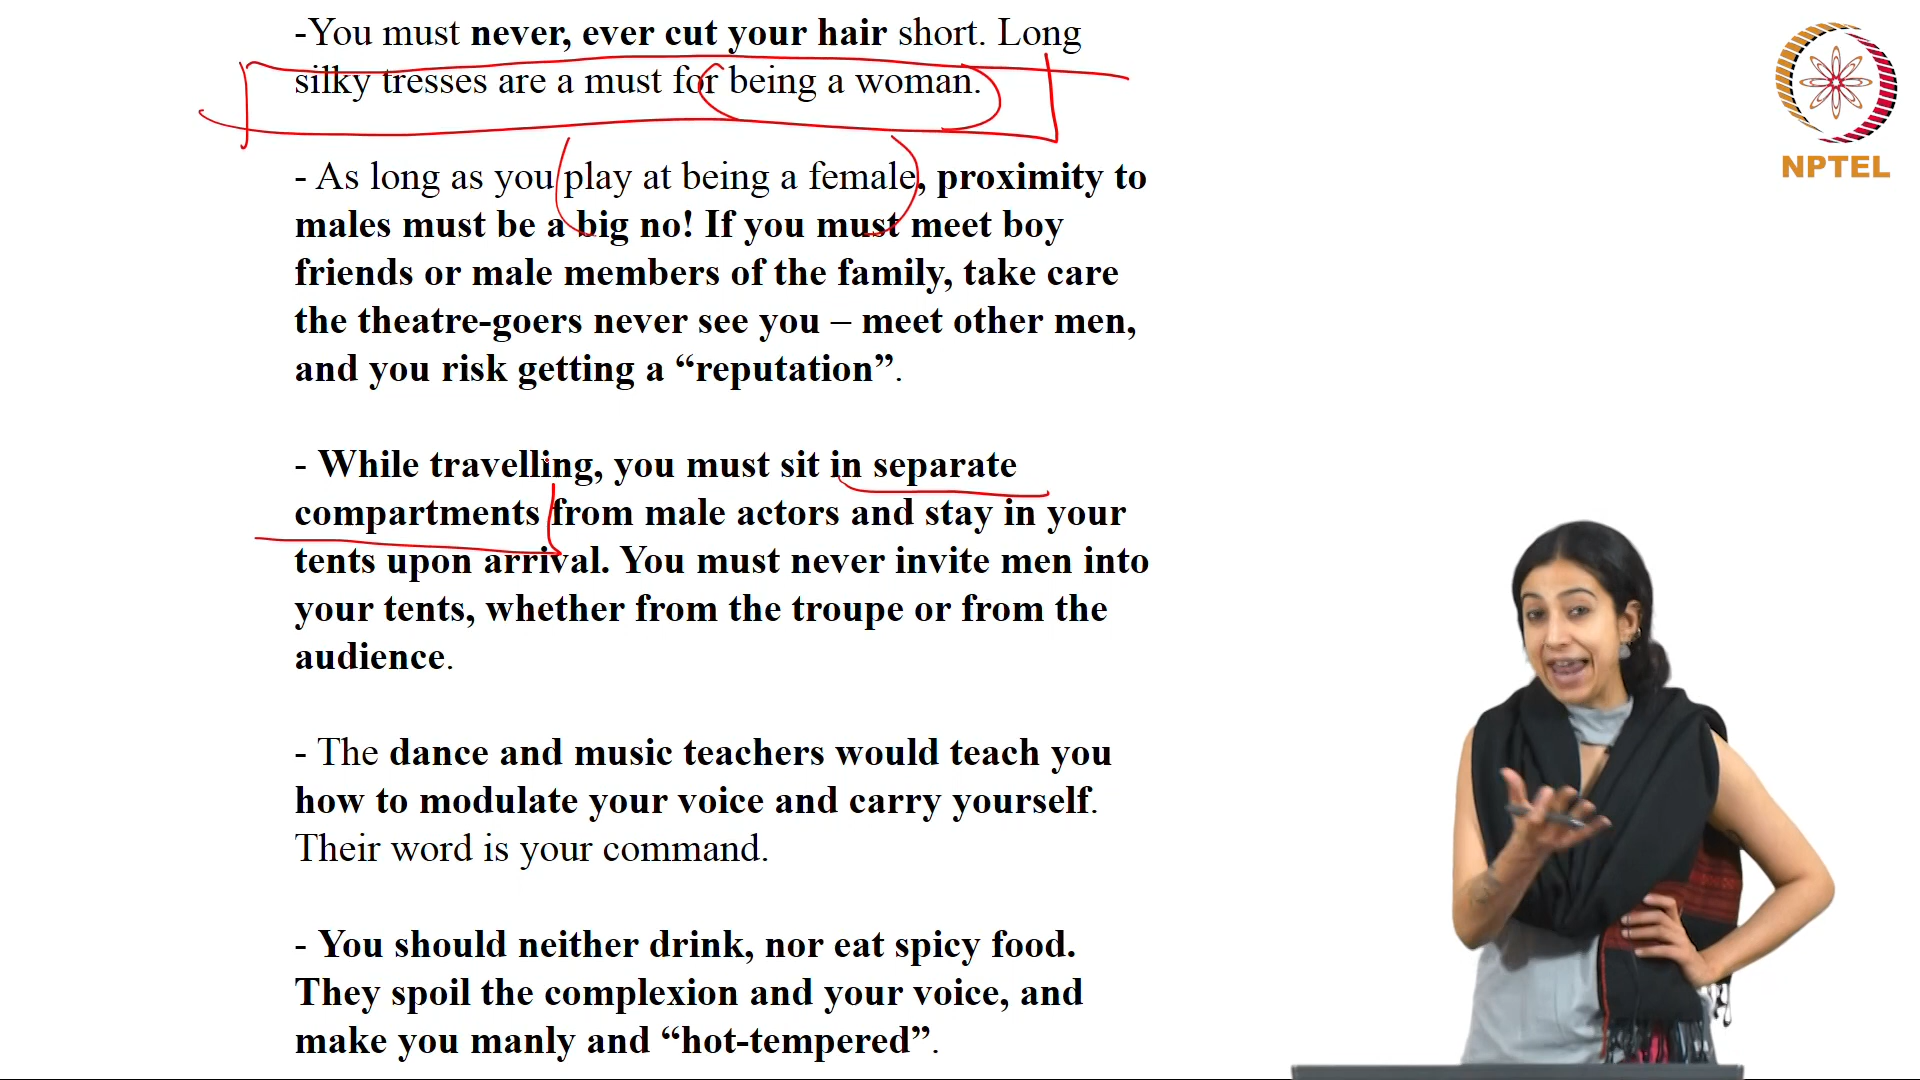 -You must never, ever cut your hair short. Long
silky tresses are a must for being a woman.
- As long as you play at being a female, proximity to
males must be a big no! If you must meet boy
friends or male members of the family, take care
the theatre-goers never see you – meet other men,
and you risk getting a “reputation”.
- While travelling, you must sit in separate
compartments from male actors and stay in your
tents upon arrival. You must never invite men into
your tents, whether from the troupe or from the
audience.
- The dance and music teachers would teach you
how to modulate your voice and carry yourself.
Their word is your command.
- You should neither drink, nor eat spicy food.
They spoil the complexion and your voice, and
make you manly and “hot-tempered”.
NPTEL